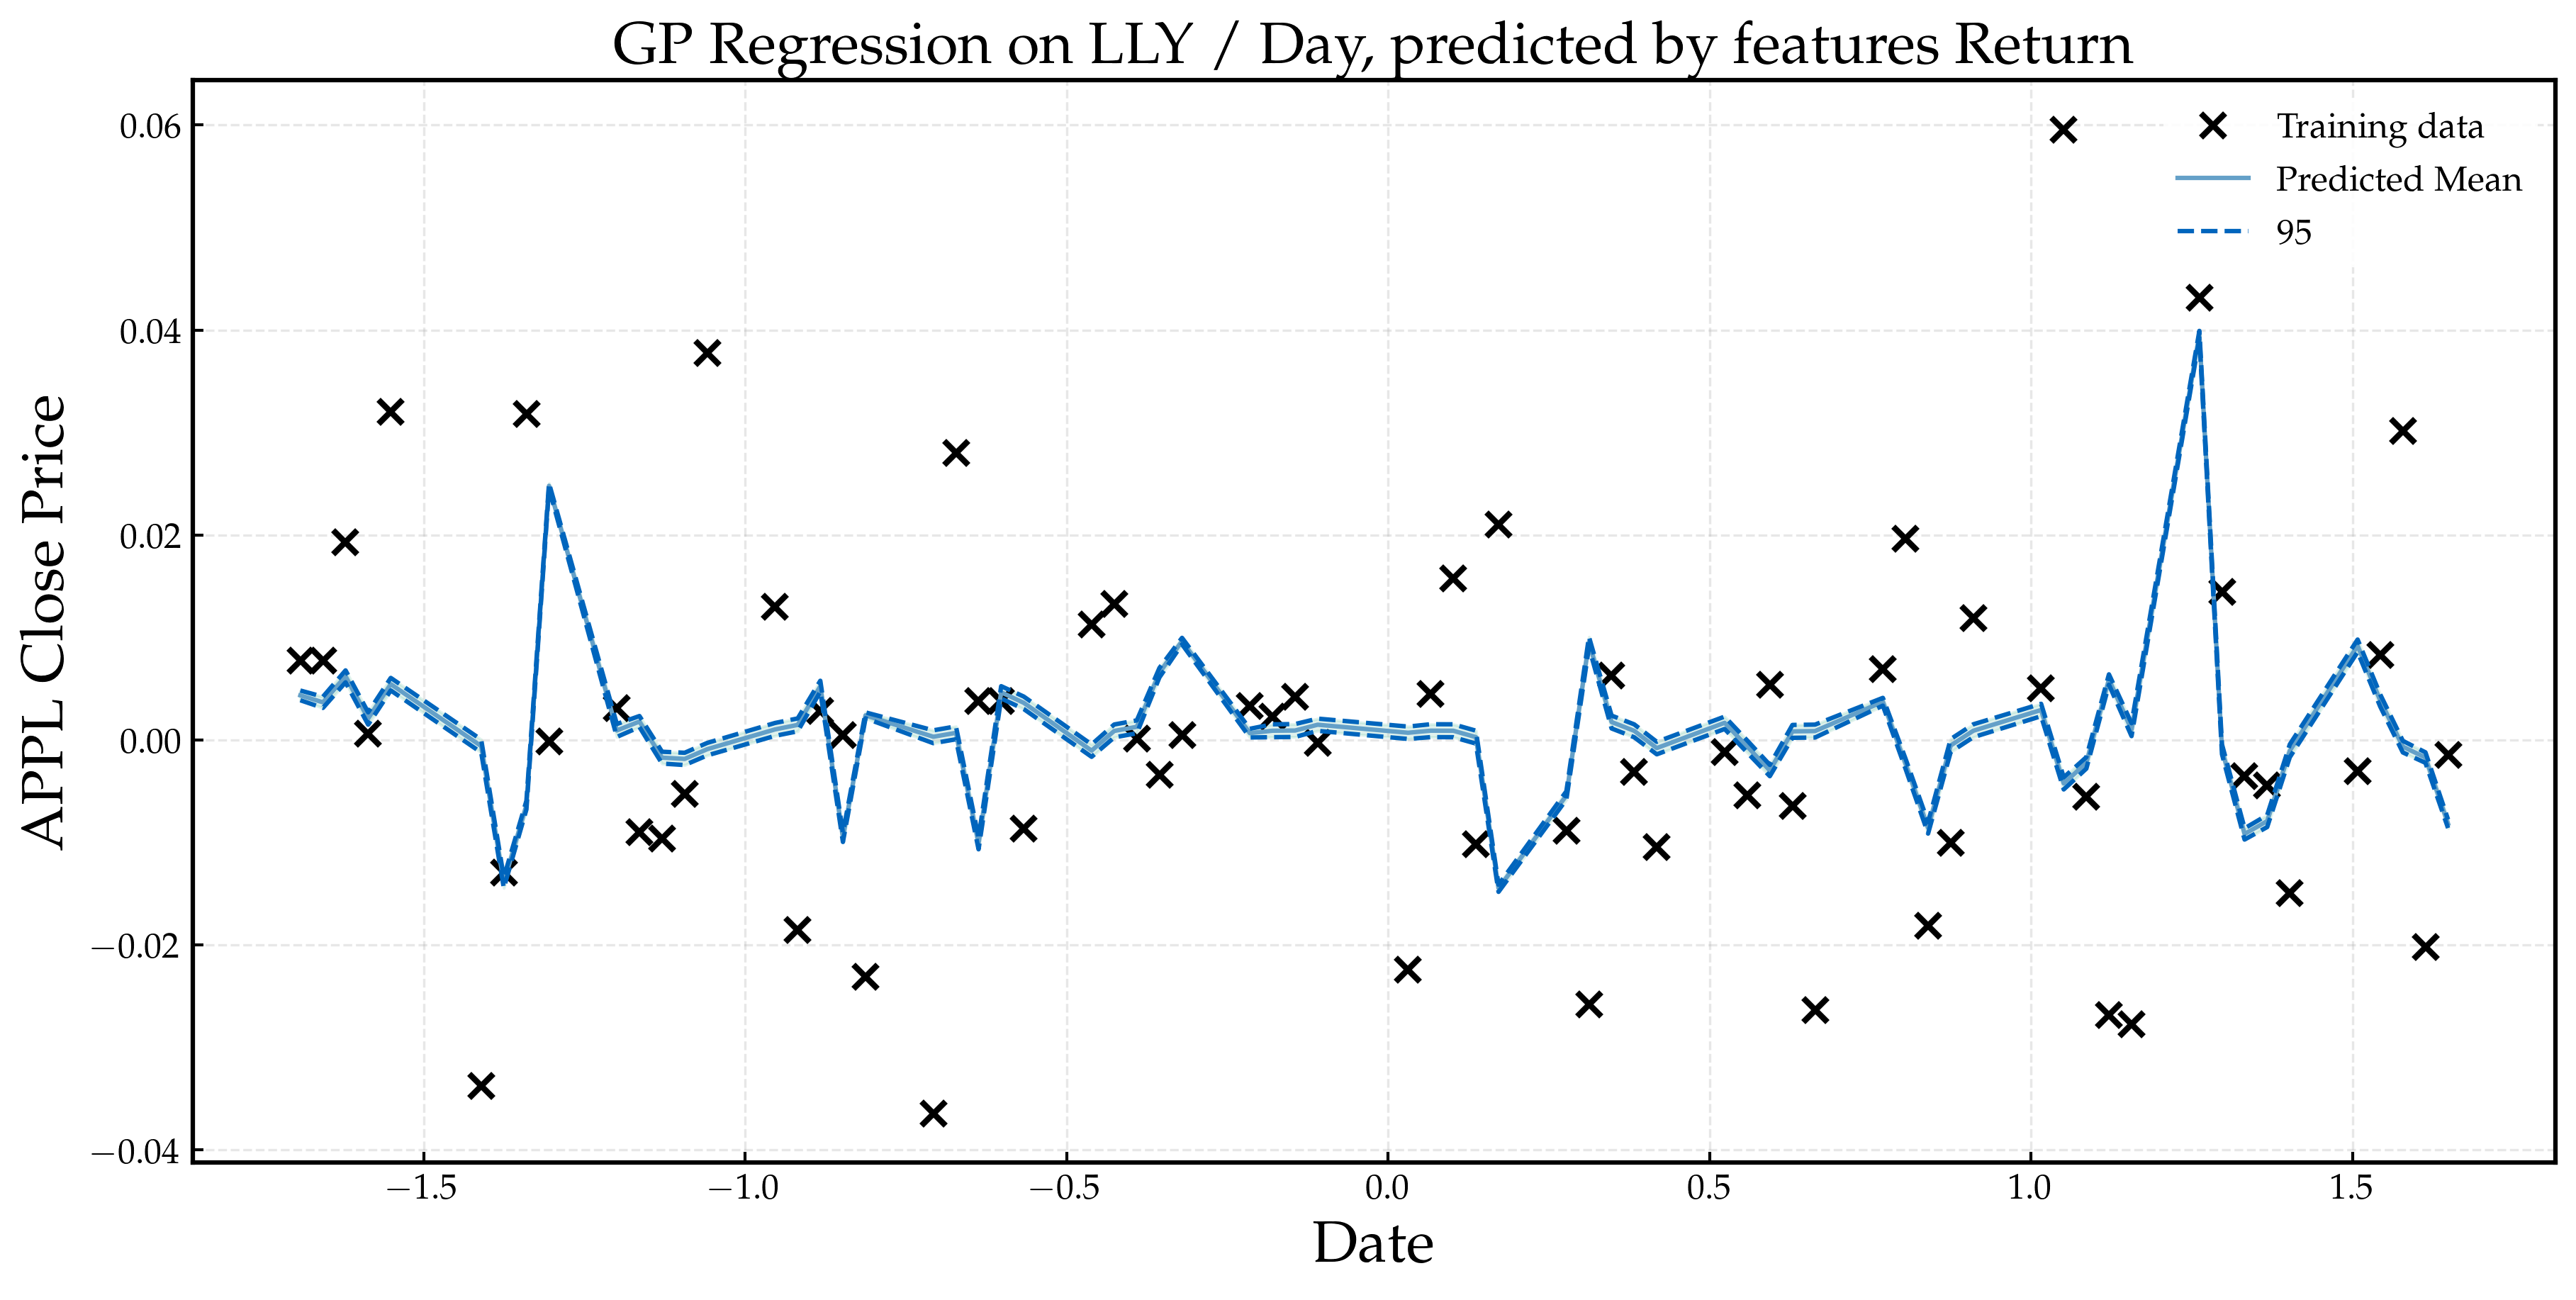 GP Regression on LLY / Day, predicted by features Return
APPL Close Price
0.06
0.04
0.02
0.00
−0.02
−0.04
Training data
Predicted Mean
95
−1.5
−1.0
−0.5
0.0
0.5
1.0
1.5
Date